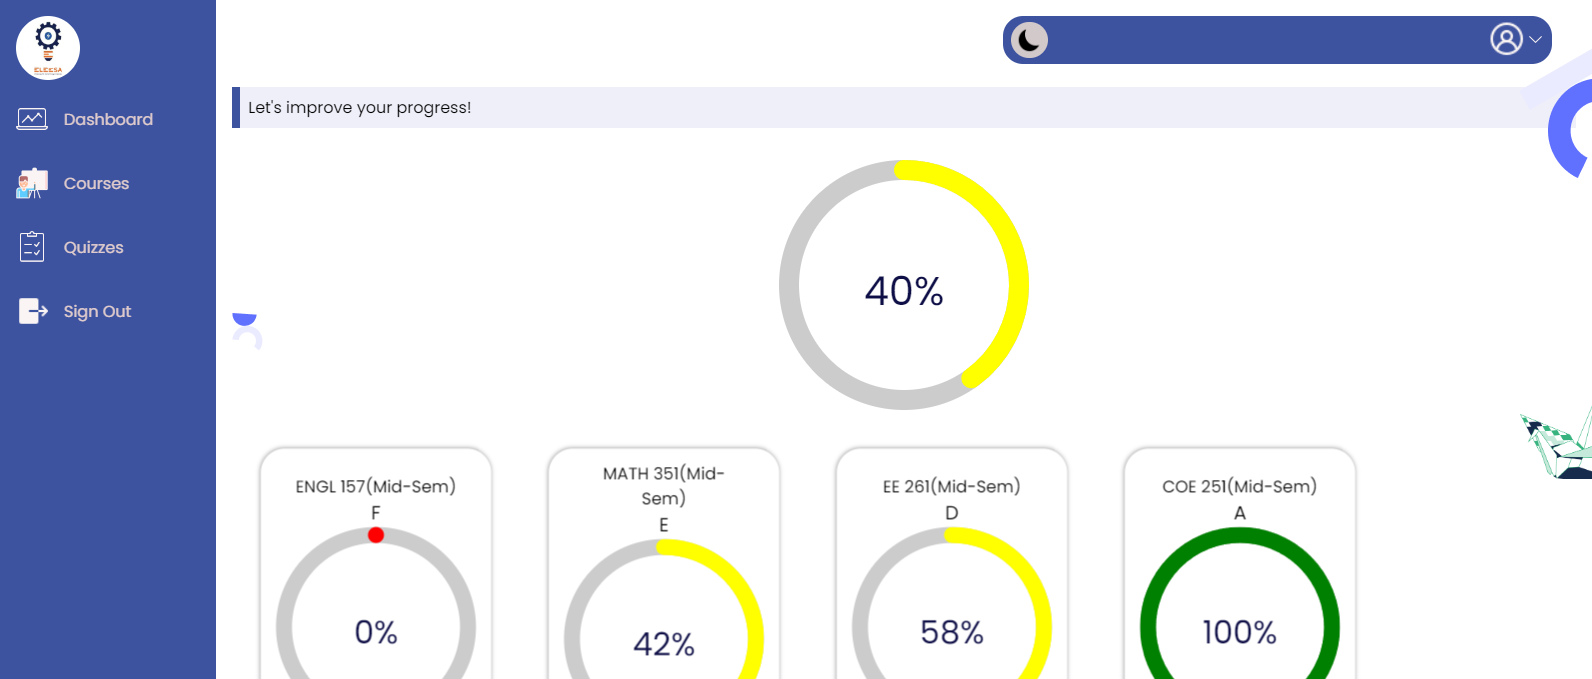 ELEESA
Dashboard
Courses
Quizzes
Sign Out
Let's improve your progress!
40%
ENGL 157(Mid-Sem)
F
0%
MATH 351(Mid-
Sem)
E
42%
EE 261(Mid-Sem)
D
58%
COE 251(Mid-Sem)
A
100%